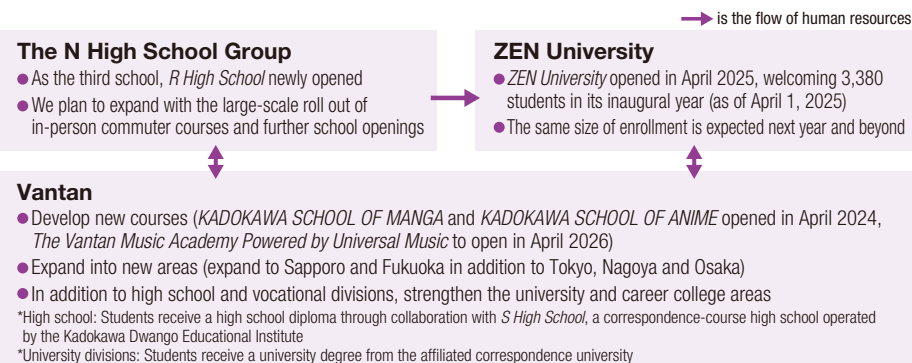 is the flow of human resources
The N High School Group
● As the third school, R High School newly opened
● We plan to expand with the large-scale roll out of
in-person commuter courses and further school openings
ZEN University
● ZEN University opened in April 2025, welcoming 3,380
students in its inaugural year (as of April 1, 2025)
● The same size of enrollment is expected next year and beyond
Vantan
● Develop new courses (KADOKAWA SCHOOL OF MANGA and KADOKAWA SCHOOL OF ANIME opened in April 2024,
The Vantan Music Academy Powered by Universal Music to open in April 2026)
● Expand into new areas (expand to Sapporo and Fukuoka in addition to Tokyo, Nagoya and Osaka)
● In addition to high school and vocational divisions, strengthen the university and career college areas
*High school: Students receive a high school diploma through collaboration with S High School, a correspondence-course high school operated
by the Kadokawa Dwango Educational Institute
*University divisions: Students receive a university degree from the affiliated correspondence university